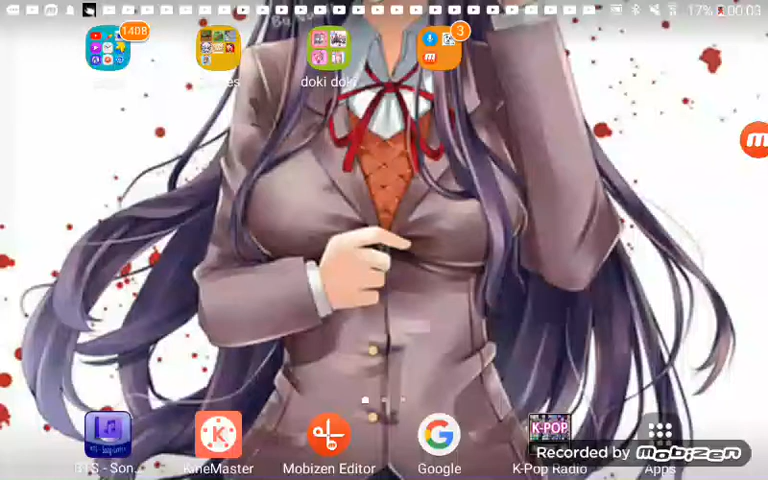 17% 00:03
1408
3
doki doki
K-POP
BTS - Son...
KineMaster
Mobizen Editor
Google
K-Pop Radio
Apps
Recorded by mobizen